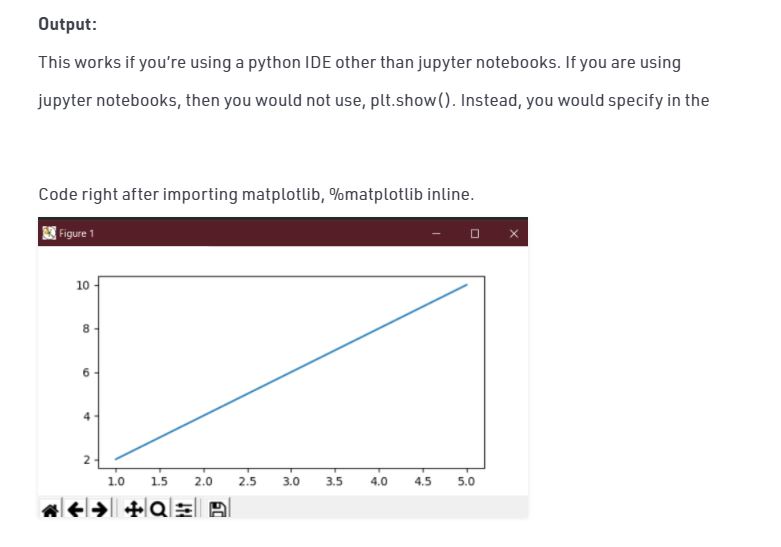 Output:
This works if you're using a python IDE other than jupyter notebooks. If you are using
jupyter notebooks, then you would not use, plt.show(). Instead, you would specify in the
Code right after importing matplotlib, %matplotlib inline.
Figure 1
10
8
6
4
2
1.0 1.5 2.0 2.5 3.0 3.5 4.0 4.5 5.0